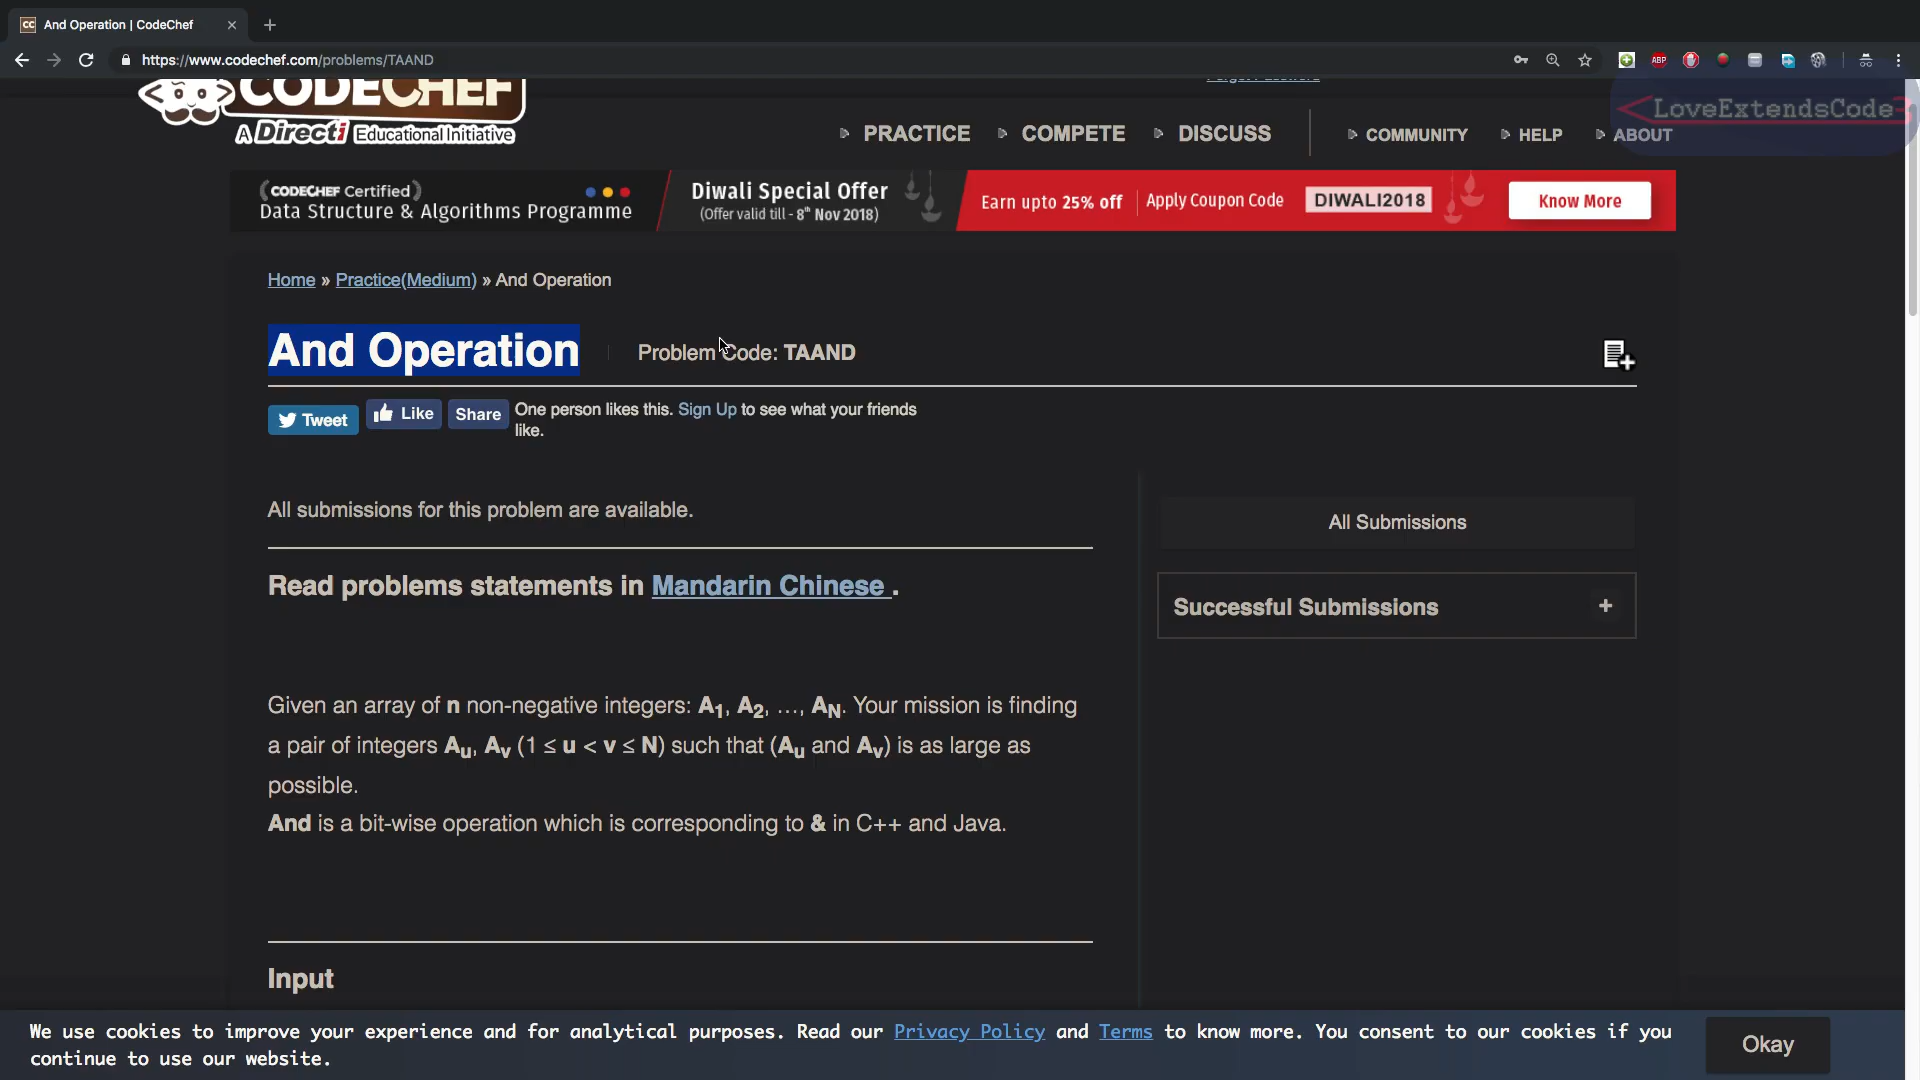 And Operation | CodeChef
https://www.codechef.com/problems/TAAND
ABP
CODECHEF
A Directi Educational Initiative
PRACTICE COMPETE DISCUSS COMMUNITY HELP ABOUT
<LoveExtendsCode3
CODECHEF Certified
Data Structure & Algorithms Programme
Diwali Special Offer
(Offer valid till - 8th Nov 2018)
Earn upto 25% off Apply Coupon Code DIWALI2018 Know More
Home » Practice(Medium) » And Operation
And Operation Problem Code: TAAND
Tweet Like Share One person likes this. Sign Up to see what your friends
like.
All submissions for this problem are available.
All Submissions
Read problems statements in Mandarin Chinese .
Successful Submissions +
Given an array of n non-negative integers: A1, A2, …, AN. Your mission is finding
a pair of integers Au, Av (1 ≤ u < v ≤ N) such that (Au and Av) is as large as
possible.
And is a bit-wise operation which is corresponding to & in C++ and Java.
Input
We use cookies to improve your experience and for analytical purposes. Read our Privacy Policy and Terms to know more. You consent to our cookies if you
continue to use our website.
Okay